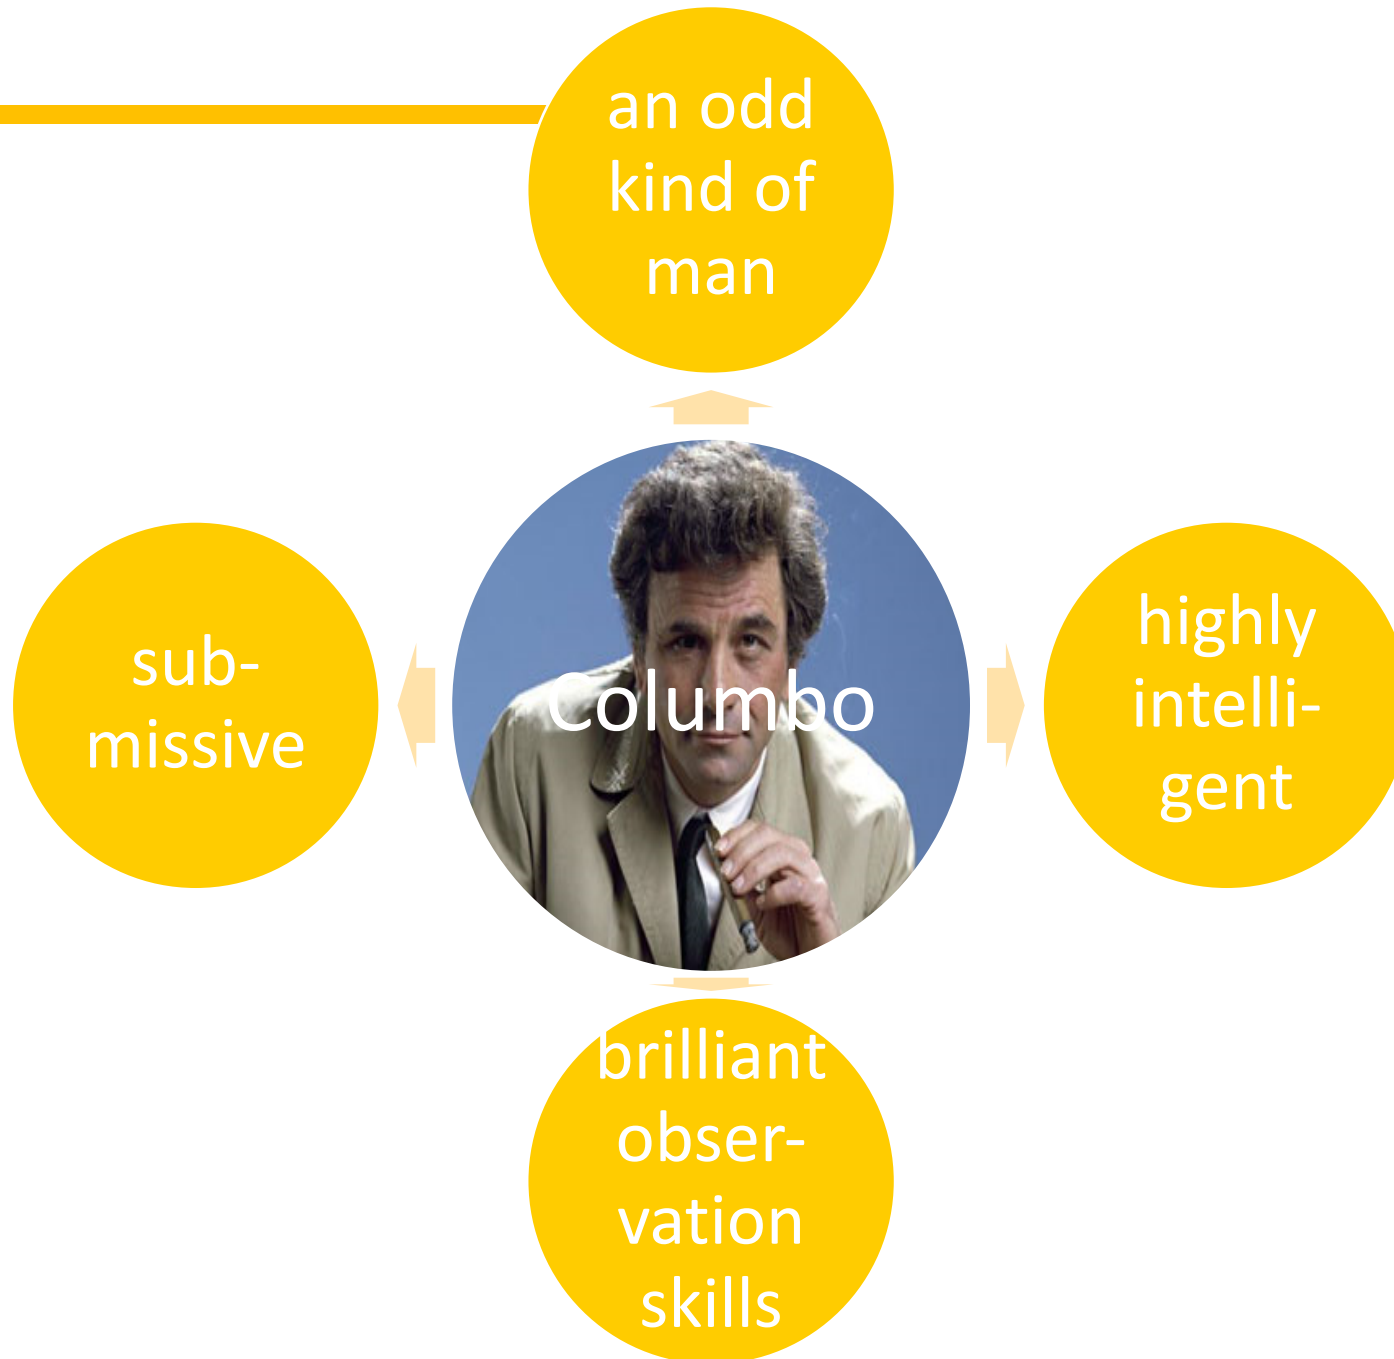 an odd
kind of
man
sub-
missive
Columbo
highly
intelli-
gent
brilliant
obser-
vation
skills